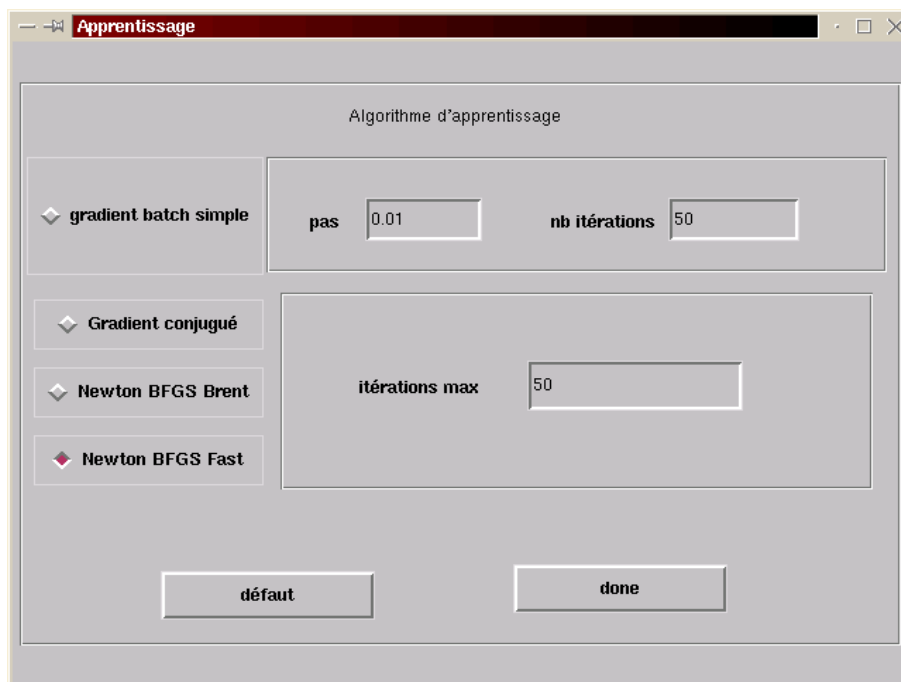 Apprentissage
Algorithme d'apprentissage
gradient batch simple
pas 0.01 nb itérations 50
Gradient conjugué
Newton BFGS Brent
Newton BFGS Fast
itérations max 50
défaut
done